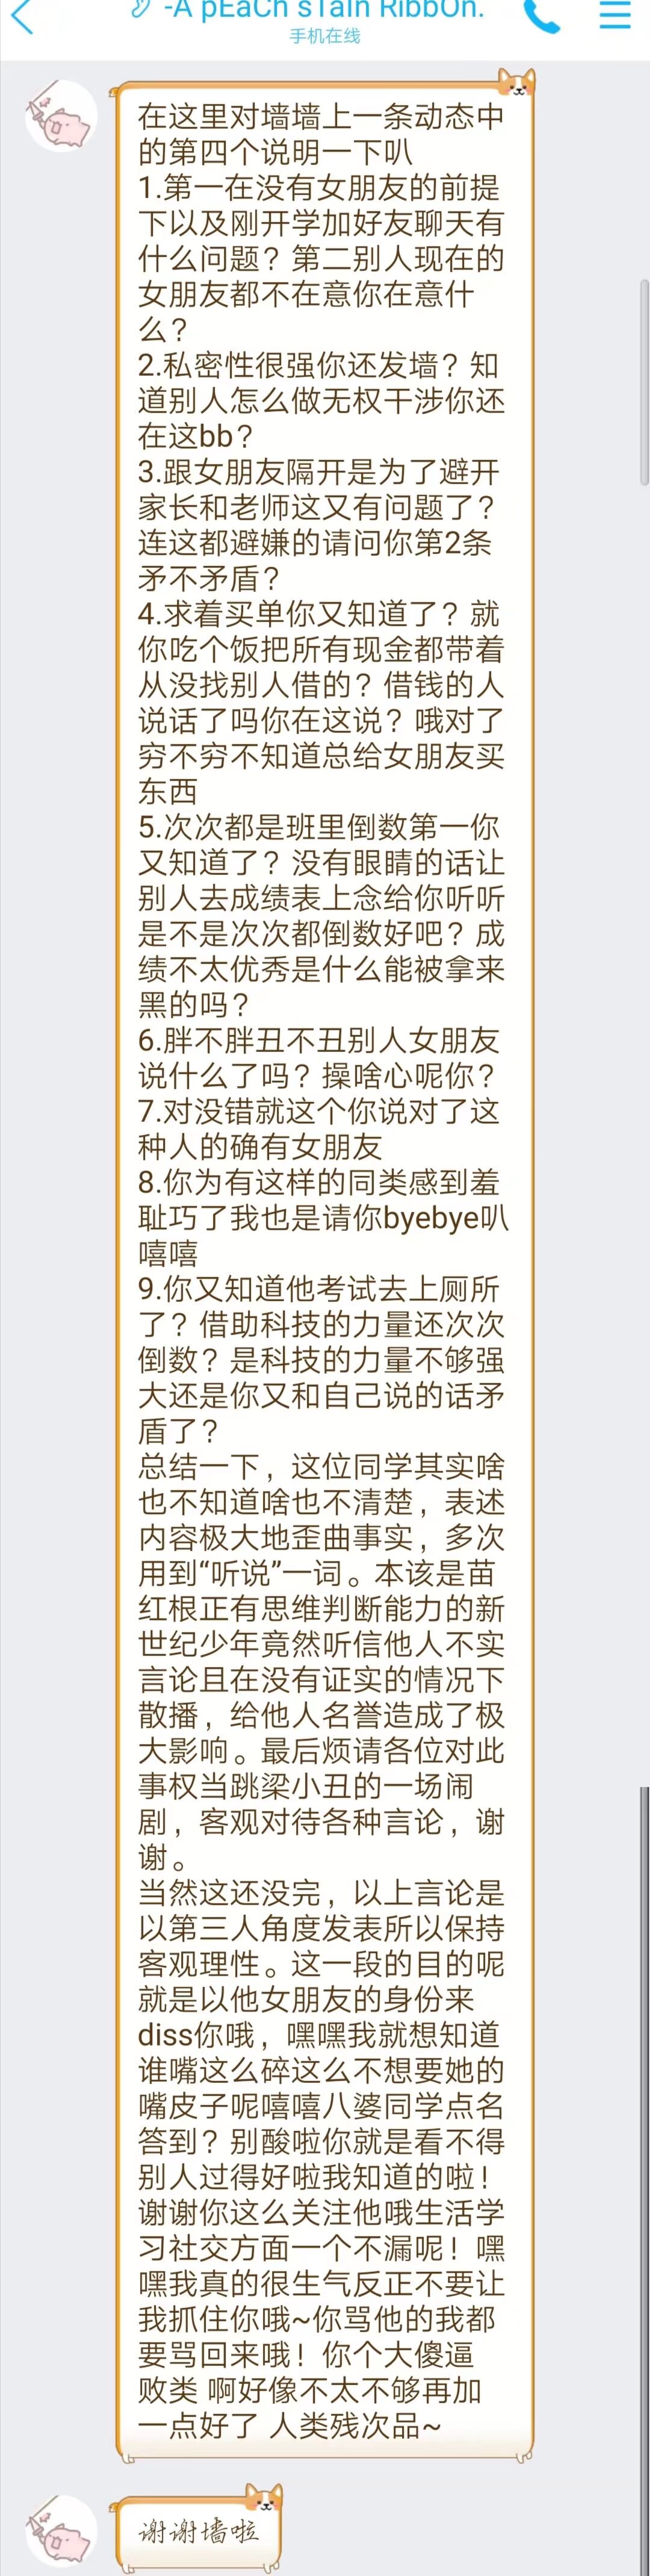 -A pEaCh sTaIn RibbOn.
手机在线
在这里对墙墙上一条动态中
的第四个说明一下叭
1.第一在没有女朋友的前提
下以及刚开学加好友聊天有
什么问题？第二别人现在的
女朋友都不在意你在意什
么？
2.私密性很强你还发墙？知
道别人怎么做无权干涉你还
在这bb？
3.跟女朋友隔开是为了避开
家长和老师这又有问题了？
连这都避嫌的请问你第2条
矛不矛盾？
4.求着买单你又知道了？就
你吃个饭把所有现金都带着
从没找别人借的？借钱的人
说话了吗你在这说？哦对了
穷不穷不知道总给女朋友买
东西
5.次次都是班里倒数第一你
又知道了？没有眼睛的话让
别人去成绩表上念给你听听
是不是次次都倒数好吧？成
绩不太优秀是什么能被拿来
黑的吗？
6.胖不胖丑不丑别人女朋友
说什么了吗？操啥心呢你？
7.对没错就这个你说对了这
种人的确有女朋友
8.你为有这样的同类感到羞
耻巧了我也是请你byebye叭
嘻嘻
9.你又知道他考试去上厕所
了？借助科技的力量还次次
倒数？是科技的力量不够强
大还是你又和自己说的话矛
盾了？
总结一下，这位同学其实啥
也不知道啥也不清楚，表述
内容极大地歪曲事实，多次
用到“听说”一词。本该是苗
红根正有思维判断能力的新
世纪少年竟然听信他人不实
言论且在没有证实的情况下
散播，给他人名誉造成了极
大影响。最后烦请各位对此
事权当跳梁小丑的一场闹
剧，客观对待各种言论，谢
谢。
当然这还没完，以上言论是
以第三人角度发表所以保持
客观理性。这一段的目的呢
就是以他女朋友的身份来
diss你哦，嘿嘿我就想知道
谁嘴这么碎这么不想要她的
嘴皮子呢嘻嘻八婆同学点名
答到？别酸啦你就是看不得
别人过得好啦我知道的啦！
谢谢你这么关注他哦生活学
习社交方面一个不漏呢！嘿
嘿我真的很生气反正不要让
我抓住你哦~你骂他的我都
要骂回来哦！你个大傻逼
败类 啊好像不太不够再加
一点好了 人类残次品~
谢谢墙啦